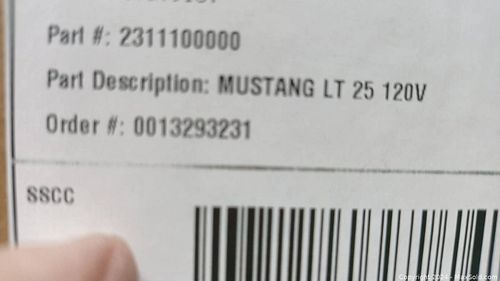 Part #: 2311100000
Part Description: MUSTANG LT 25 120V
Order #: 0013293231
SSCC